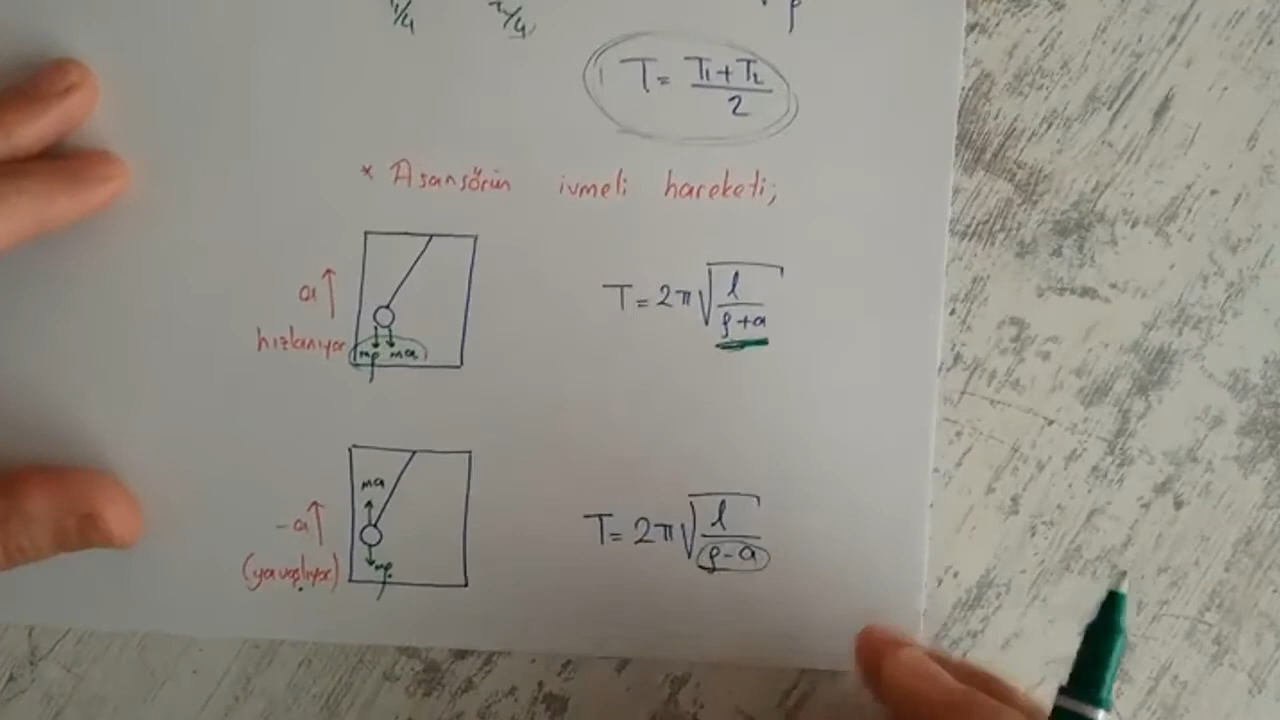 T = (T₁ + T₂) / 2
* Asansörün ivmeli hareketi;
a ↑
hızlanıyor
mg ma
T = 2π√(l / (g + a))
ma
-a ↑
(yavaşlıyor)
mg
T = 2π√(l / (g - a))